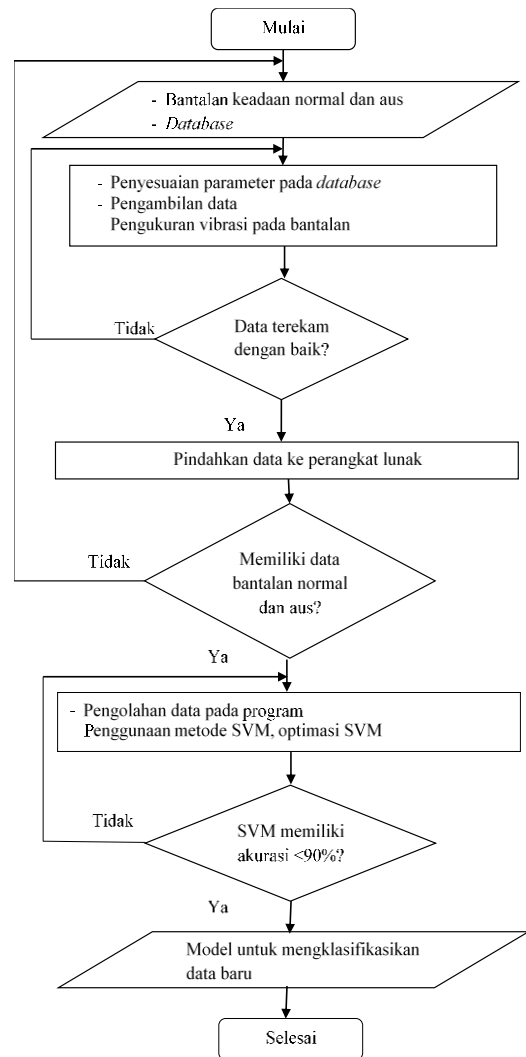 Mulai
- Bantalan keadaan normal dan aus
- Database
- Penyesuaian parameter pada database
- Pengambilan data
Pengukuran vibrasi pada bantalan
Tidak
Data terekam
dengan baik?
Ya
Pindahkan data ke perangkat lunak
Tidak
Memiliki data
bantalan normal
dan aus?
Ya
- Pengolahan data pada program
Penggunaan metode SVM, optimasi SVM
Tidak
SVM memiliki
akurasi <90%?
Ya
Model untuk mengklasifikasikan
data baru
Selesai